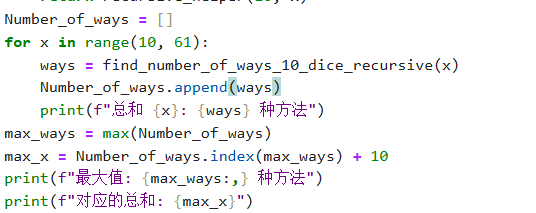 Number_of_ways = []
for x in range(10, 61):
    ways = find_number_of_ways_10_dice_recursive(x)
    Number_of_ways.append(ways)
    print(f"总和 {x}: {ways} 种方法")
max_ways = max(Number_of_ways)
max_x = Number_of_ways.index(max_ways) + 10
print(f"最大值: {max_ways:,} 种方法")
print(f"对应的总和: {max_x}")